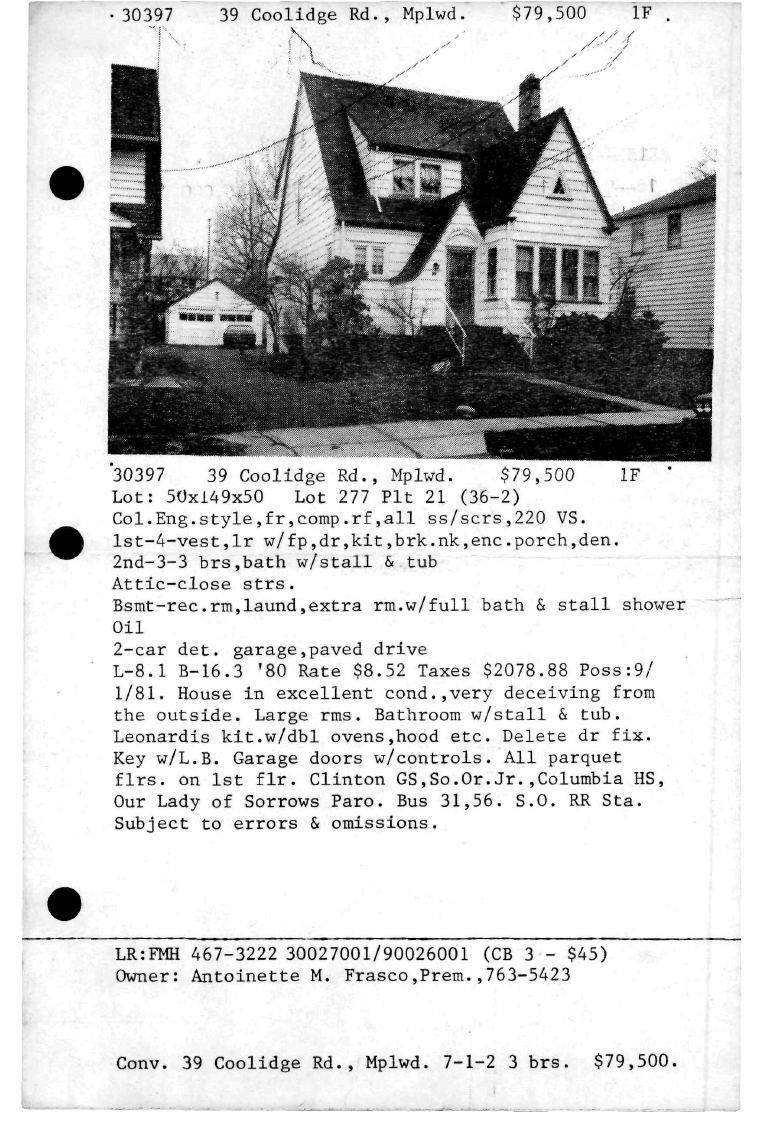 30397 39 Coolidge Rd., Mplwd. $79,500 1F
30397 39 Coolidge Rd., Mplwd. $79,500 1F
Lot: 50x149x50 Lot 277 Plt 21 (36-2)
Col.Eng.style,fr,comp.rf,all ss/scrs,220 VS.
1st-4-vest,lr w/fp,dr,kit,brk.nk,enc.porch,den.
2nd-3-3 brs,bath w/stall & tub
Attic-close strs.
Bsmt-rec.rm,laund,extra rm.w/full bath & stall shower
Oil
2-car det. garage,paved drive
L-8.1 B-16.3 '80 Rate $8.52 Taxes $2078.88 Poss:9/
1/81. House in excellent cond.,very deceiving from
the outside. Large rms. Bathroom w/stall & tub.
Leonardis kit.w/dbl ovens,hood etc. Delete dr fix.
Key w/L.B. Garage doors w/controls. All parquet
flrs. on 1st flr. Clinton GS,So.Or.Jr.,Columbia HS,
Our Lady of Sorrows Paro. Bus 31,56. S.O. RR Sta.
Subject to errors & omissions.
LR:FMH 467-3222 30027001/90026001 (CB 3 - $45)
Owner: Antoinette M. Frasco,Prem.,763-5423
Conv. 39 Coolidge Rd., Mplwd. 7-1-2 3 brs. $79,500.